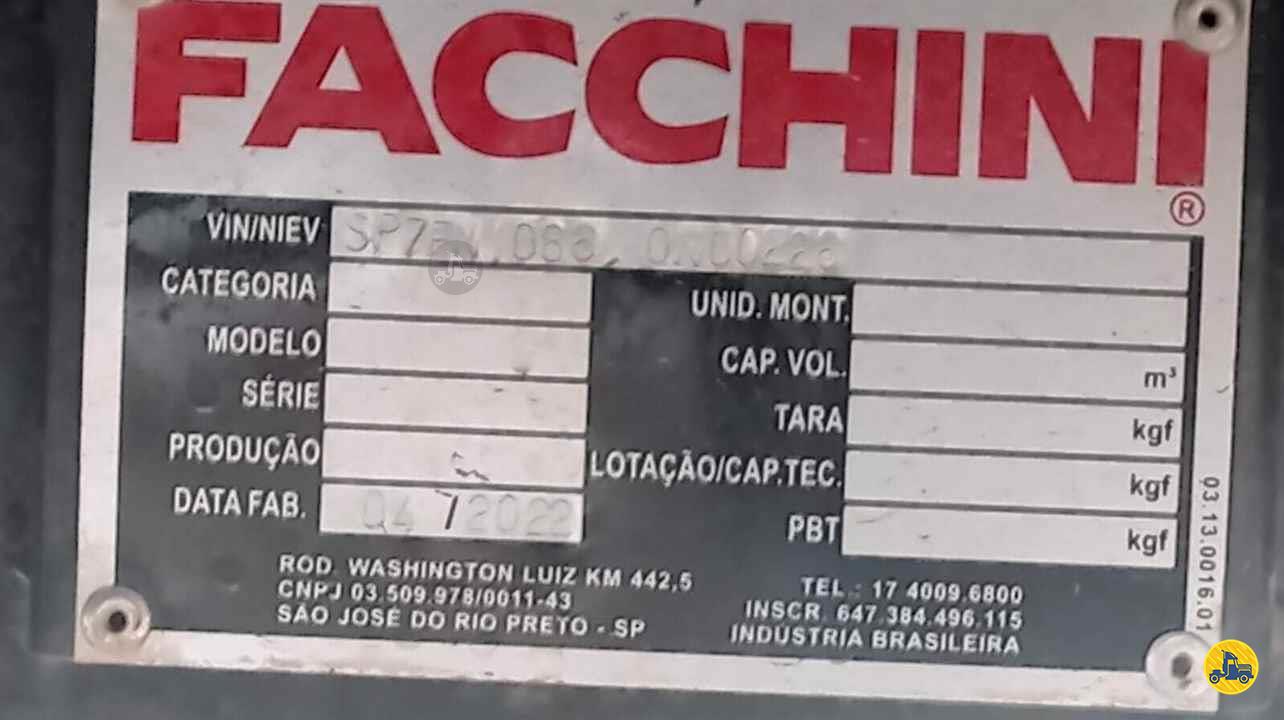 FACCHINI
®
VIN/NIEV
CATEGORIA
MODELO
SÉRIE
PRODUÇÃO
DATA FAB. 04 / 2022
UNID. MONT.
CAP. VOL. m³
TARA kgf
LOTAÇÃO/CAP.TEC. kgf
PBT kgf
03.13.0016.01
ROD. WASHINGTON LUIZ KM 442,5
CNPJ 03.509.978/0011-43
SÃO JOSÉ DO RIO PRETO - SP
TEL.: 17 4009.6800
INSCR. 647.384.496.115
INDÚSTRIA BRASILEIRA